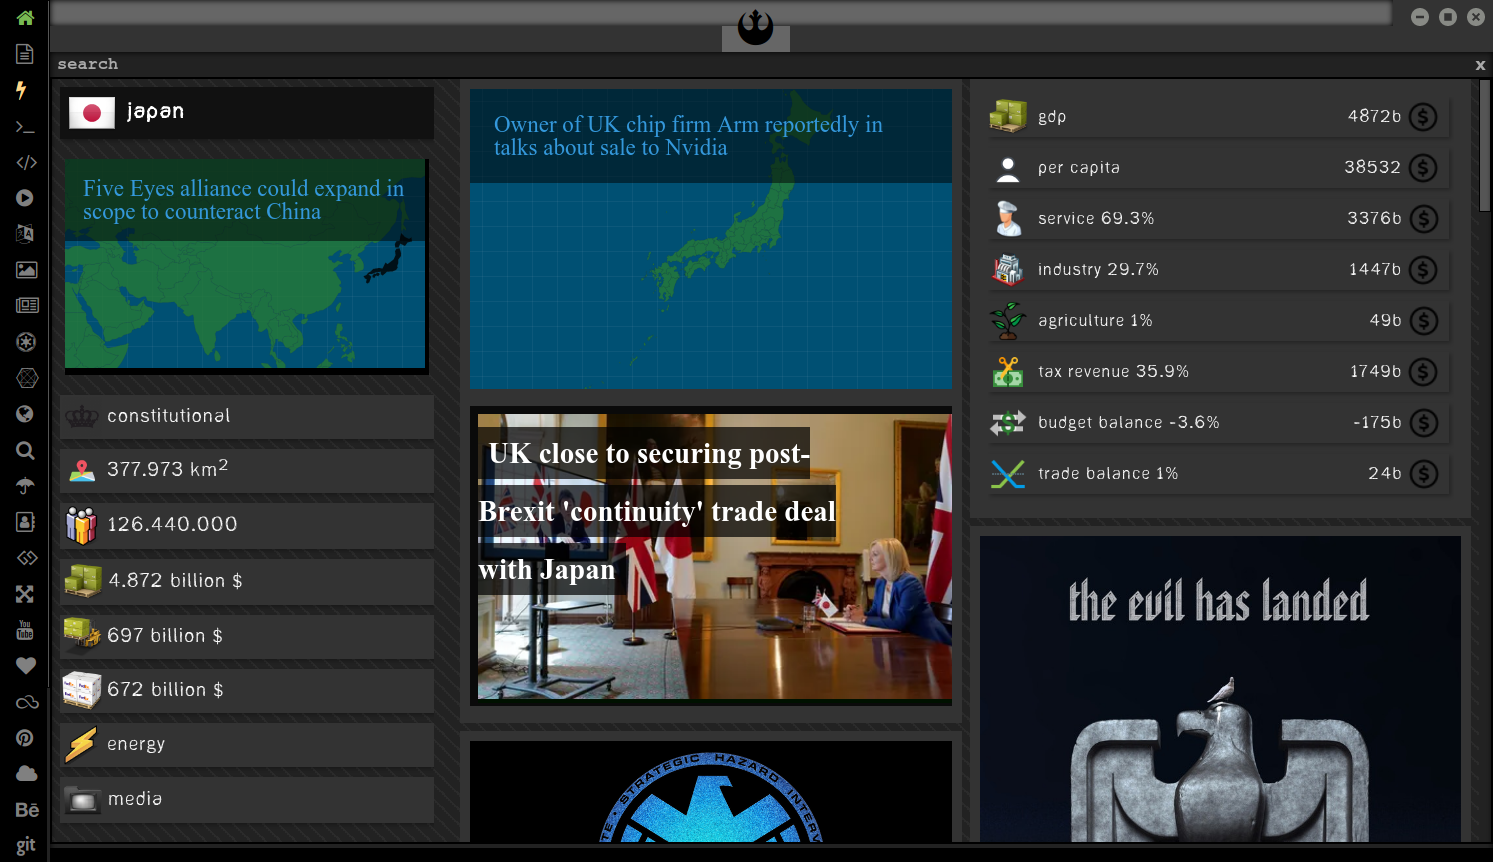 search
x
japan
Five Eyes alliance could expand in
scope to counteract China
constitutional
377.973 km2
126.440.000
4.872 billion $
697 billion $
672 billion $
energy
media
You
Tube
Bē
git
Owner of UK chip firm Arm reportedly in
talks about sale to Nvidia
UK close to securing post-
Brexit 'continuity' trade deal
with Japan
STRATEGIC HAZARD INTERV
gdp 4872b $
per capita 38532 $
service 69.3% 3376b $
industry 29.7% 1447b $
agriculture 1% 49b $
tax revenue 35.9% 1749b $
budget balance -3.6% -175b $
trade balance 1% 24b $
the evil has landed